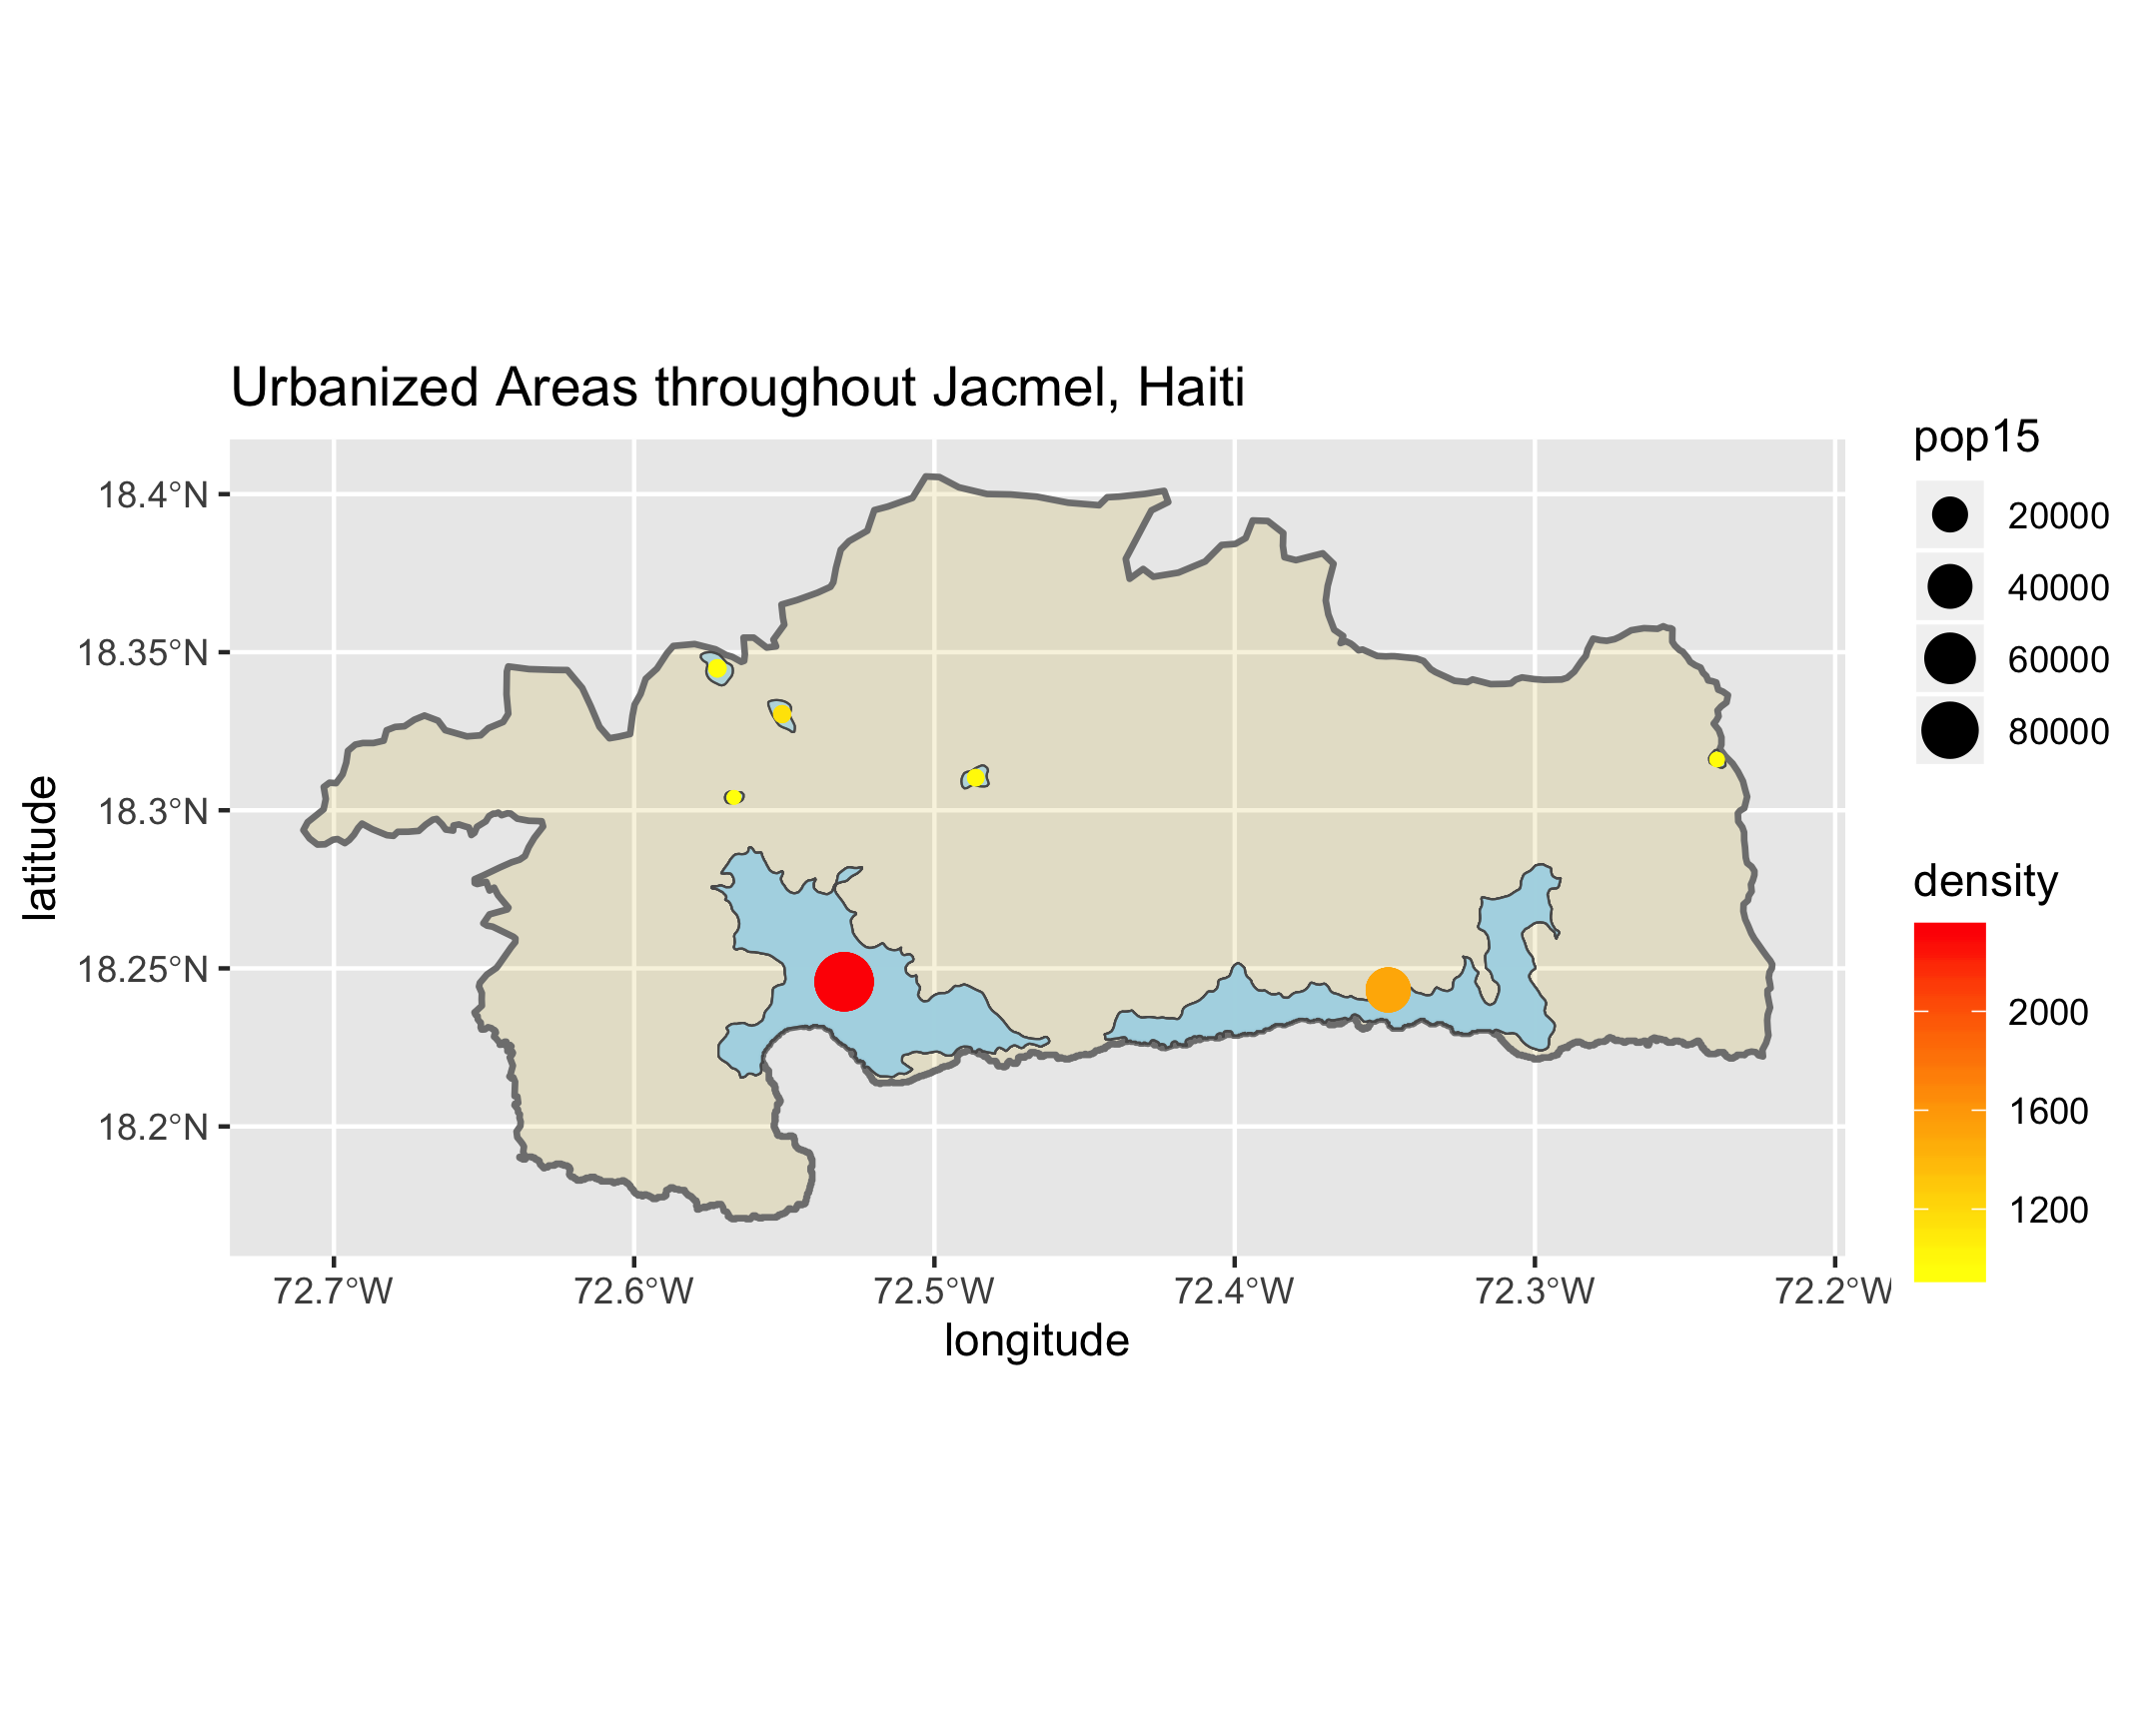 Urbanized Areas throughout Jacmel, Haiti
18.4°N
18.35°N
18.3°N
18.25°N
18.2°N
latitude
72.7°W
72.6°W
72.5°W
72.4°W
72.3°W
72.2°W
longitude
pop15
20000
40000
60000
80000
density
2000
1600
1200